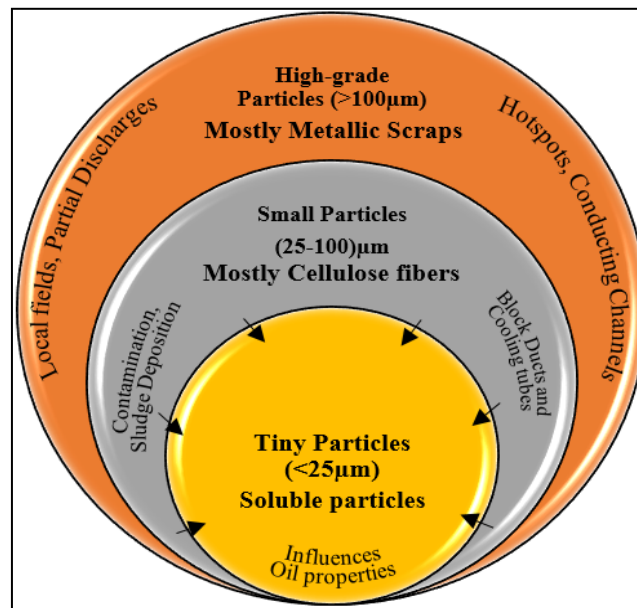 High-grade
Particles (>100µm)
Mostly Metallic Scraps
Local fields, Partial Discharges
Hotspots, Conducting Channels
Small Particles
(25-100)µm
Mostly Cellulose fibers
Contamination,
Sludge Deposition
Block Ducts and
Cooling tubes
Tiny Particles
(<25µm)
Soluble particles
Influences
Oil properties